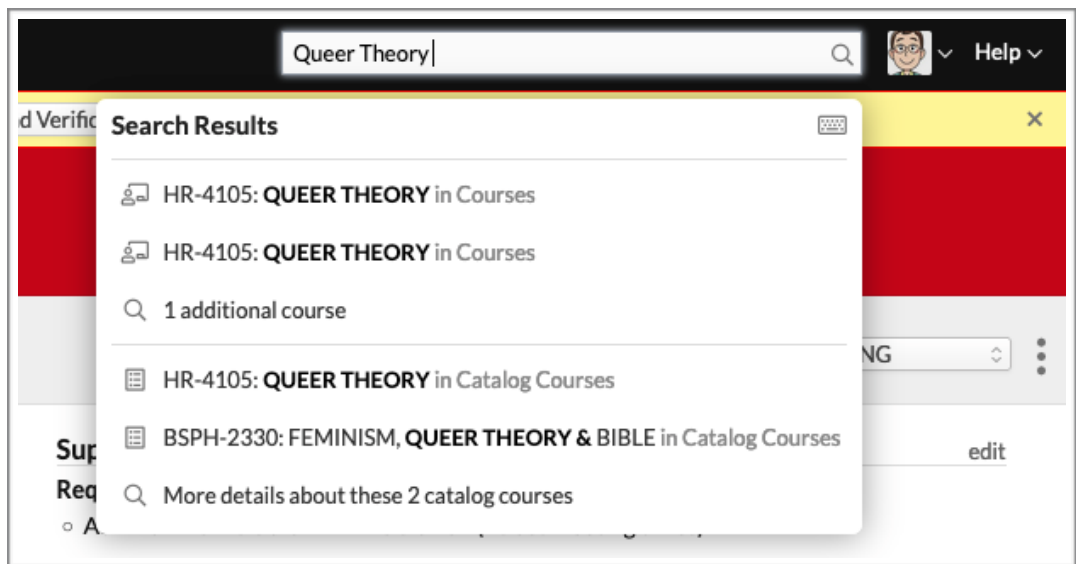 Queer Theory
Help
d Verific
Search Results
HR-4105: QUEER THEORY in Courses
HR-4105: QUEER THEORY in Courses
1 additional course
NG
HR-4105: QUEER THEORY in Catalog Courses
BSPH-2330: FEMINISM, QUEER THEORY & BIBLE in Catalog Courses
Sup
edit
Req
More details about these 2 catalog courses
A